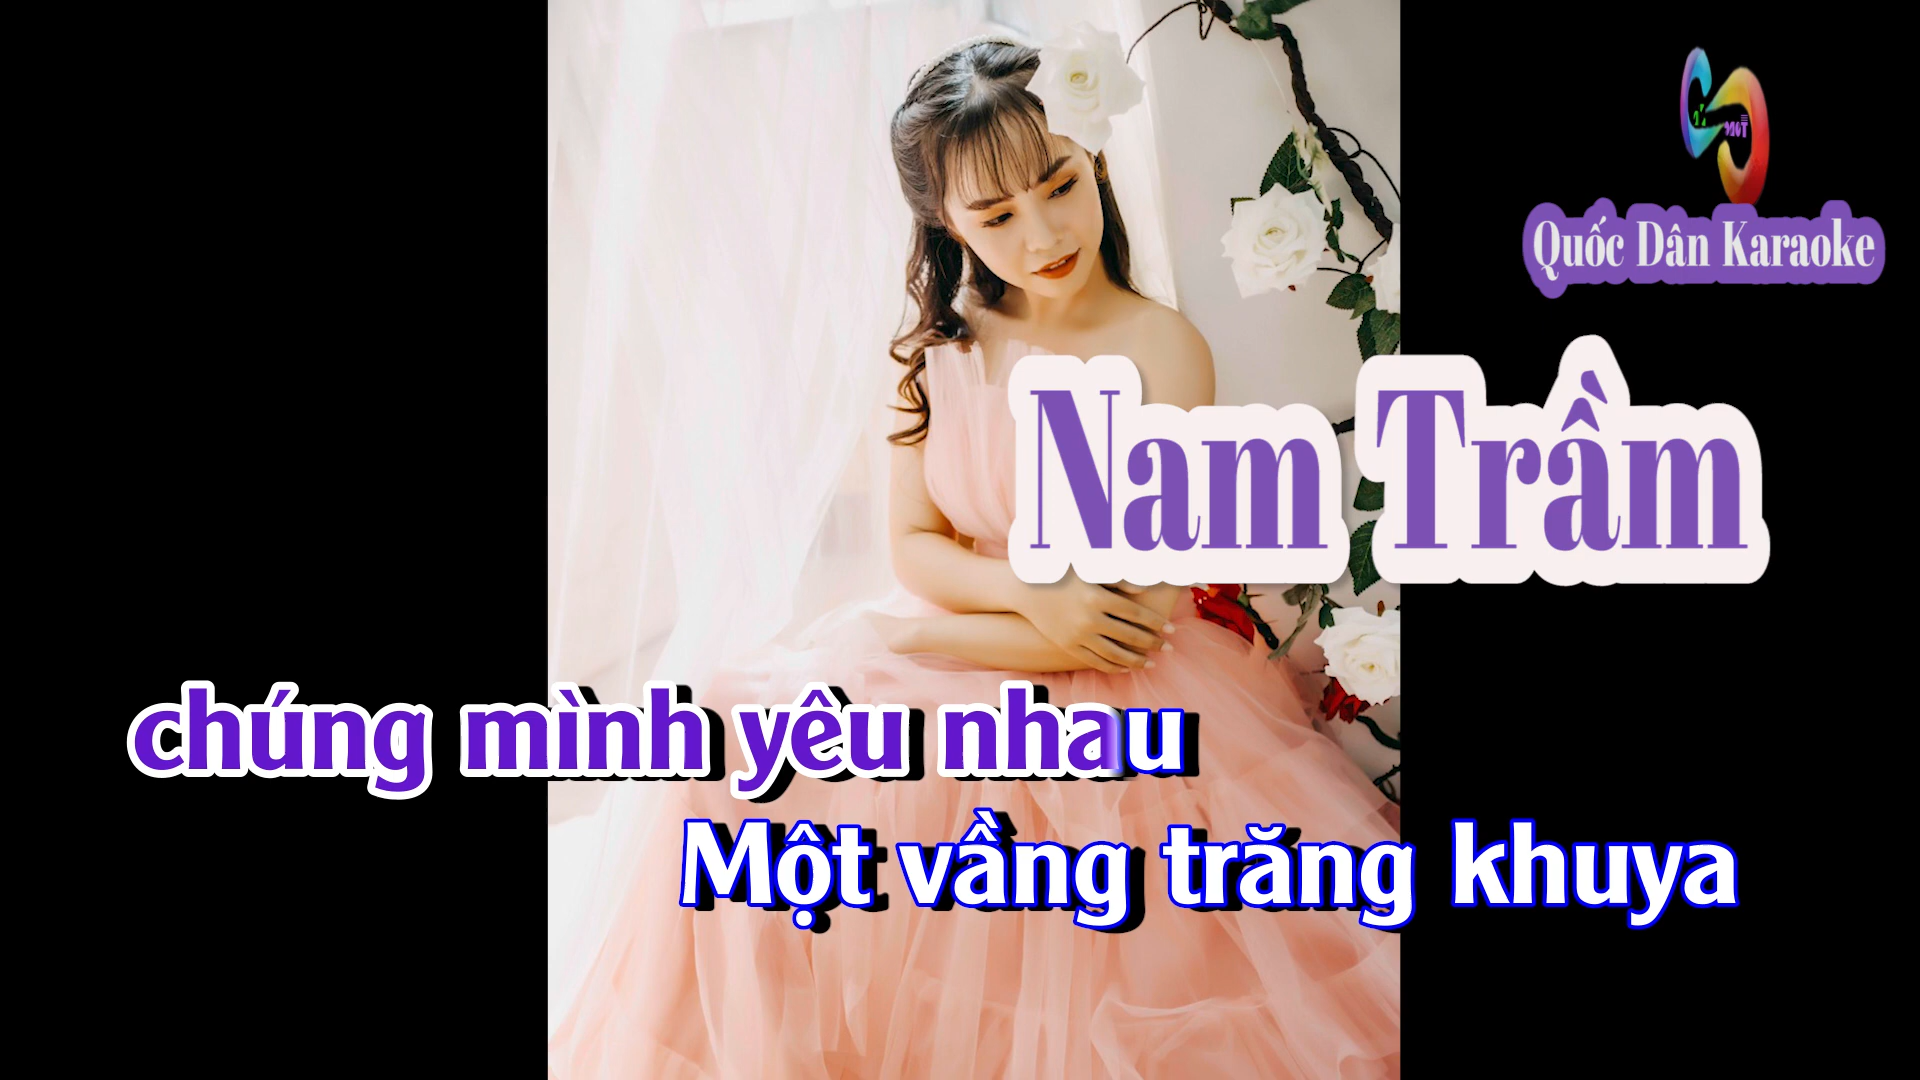 Quốc Dân Karaoke
Nam Trầm
chúng mình yêu nhau
Một vầng trăng khuya